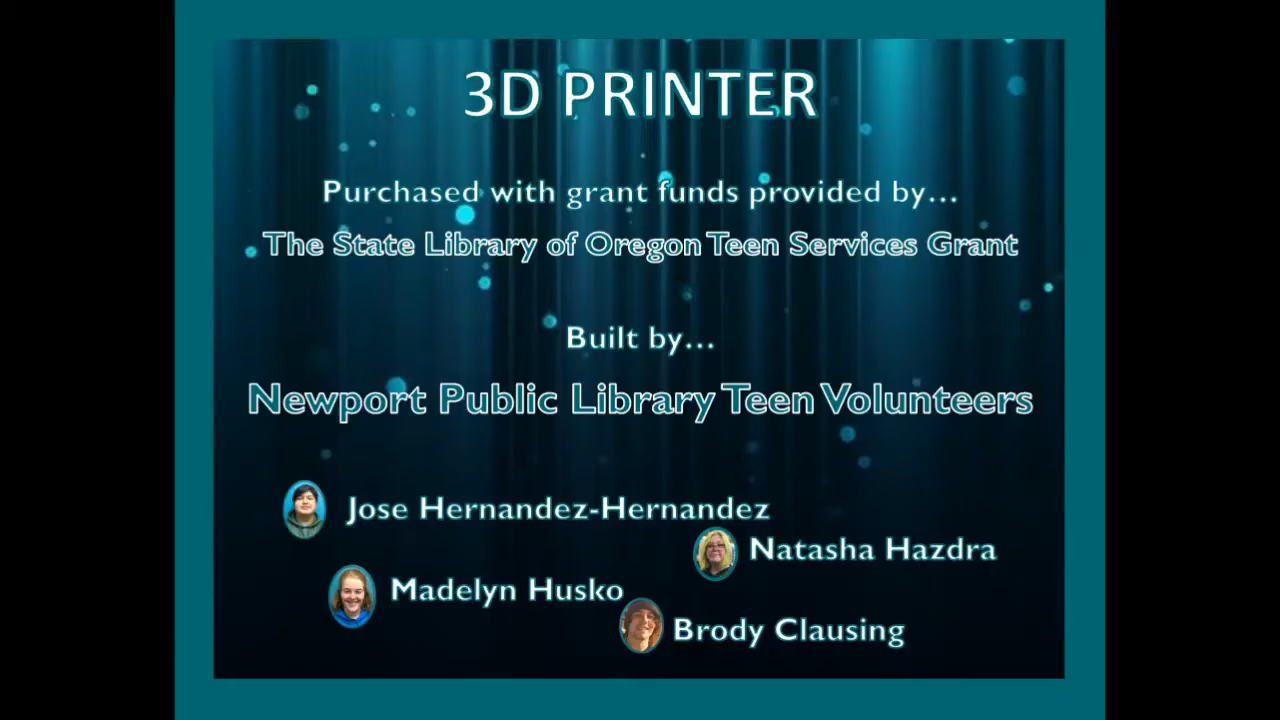 3D PRINTER
Purchased with grant funds provided by...
The State Library of Oregon Teen Services Grant
Built by...
Newport Public Library Teen Volunteers
Jose Hernandez-Hernandez
Natasha Hazdra
Madelyn Husko
Brody Clausing